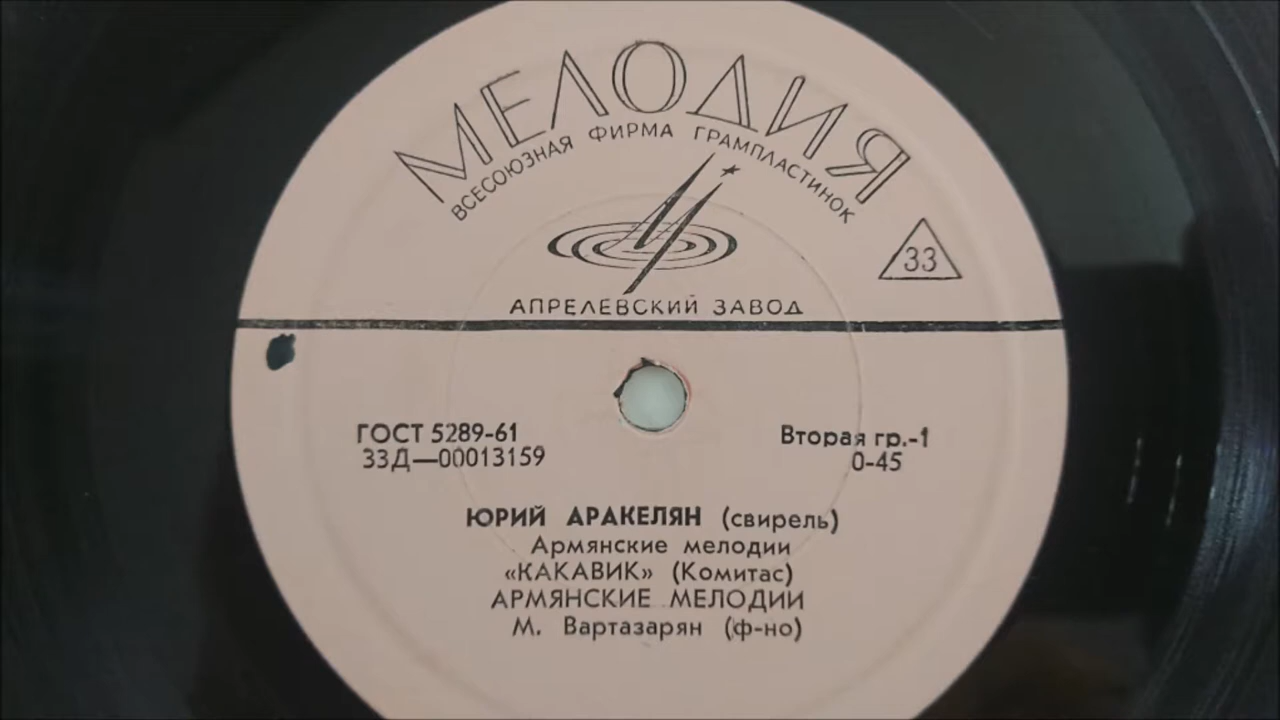 МЕЛОДИЯ
ВСЕСОЮЗНАЯ ФИРМА ГРАМПЛАСТИНОК
33
АПРЕЛЕВСКИЙ ЗАВОД
ГОСТ 5289-61
Вторая гр.-1
33Д—00013159
0-45
ЮРИЙ АРАКЕЛЯН (свирель)
Армянские мелодии
«КАКАВИК» (Комитас)
АРМЯНСКИЕ МЕЛОДИИ
М. Вартазарян (ф-но)